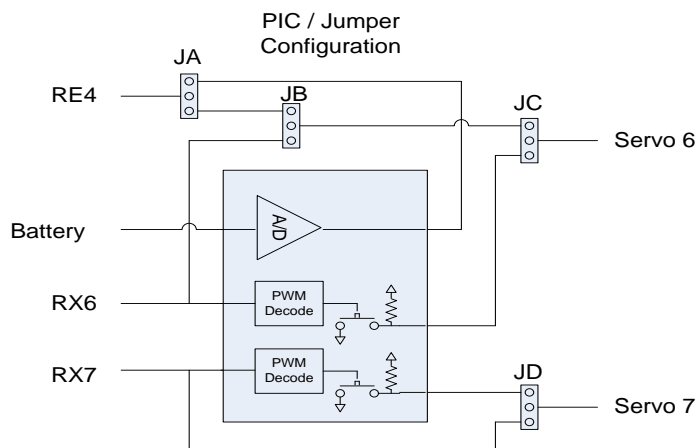 PIC / Jumper
Configuration
JA
RE4
JB
JC
Servo 6
Battery
A/D
RX6
PWM
Decode
RX7
PWM
Decode
JD
Servo 7